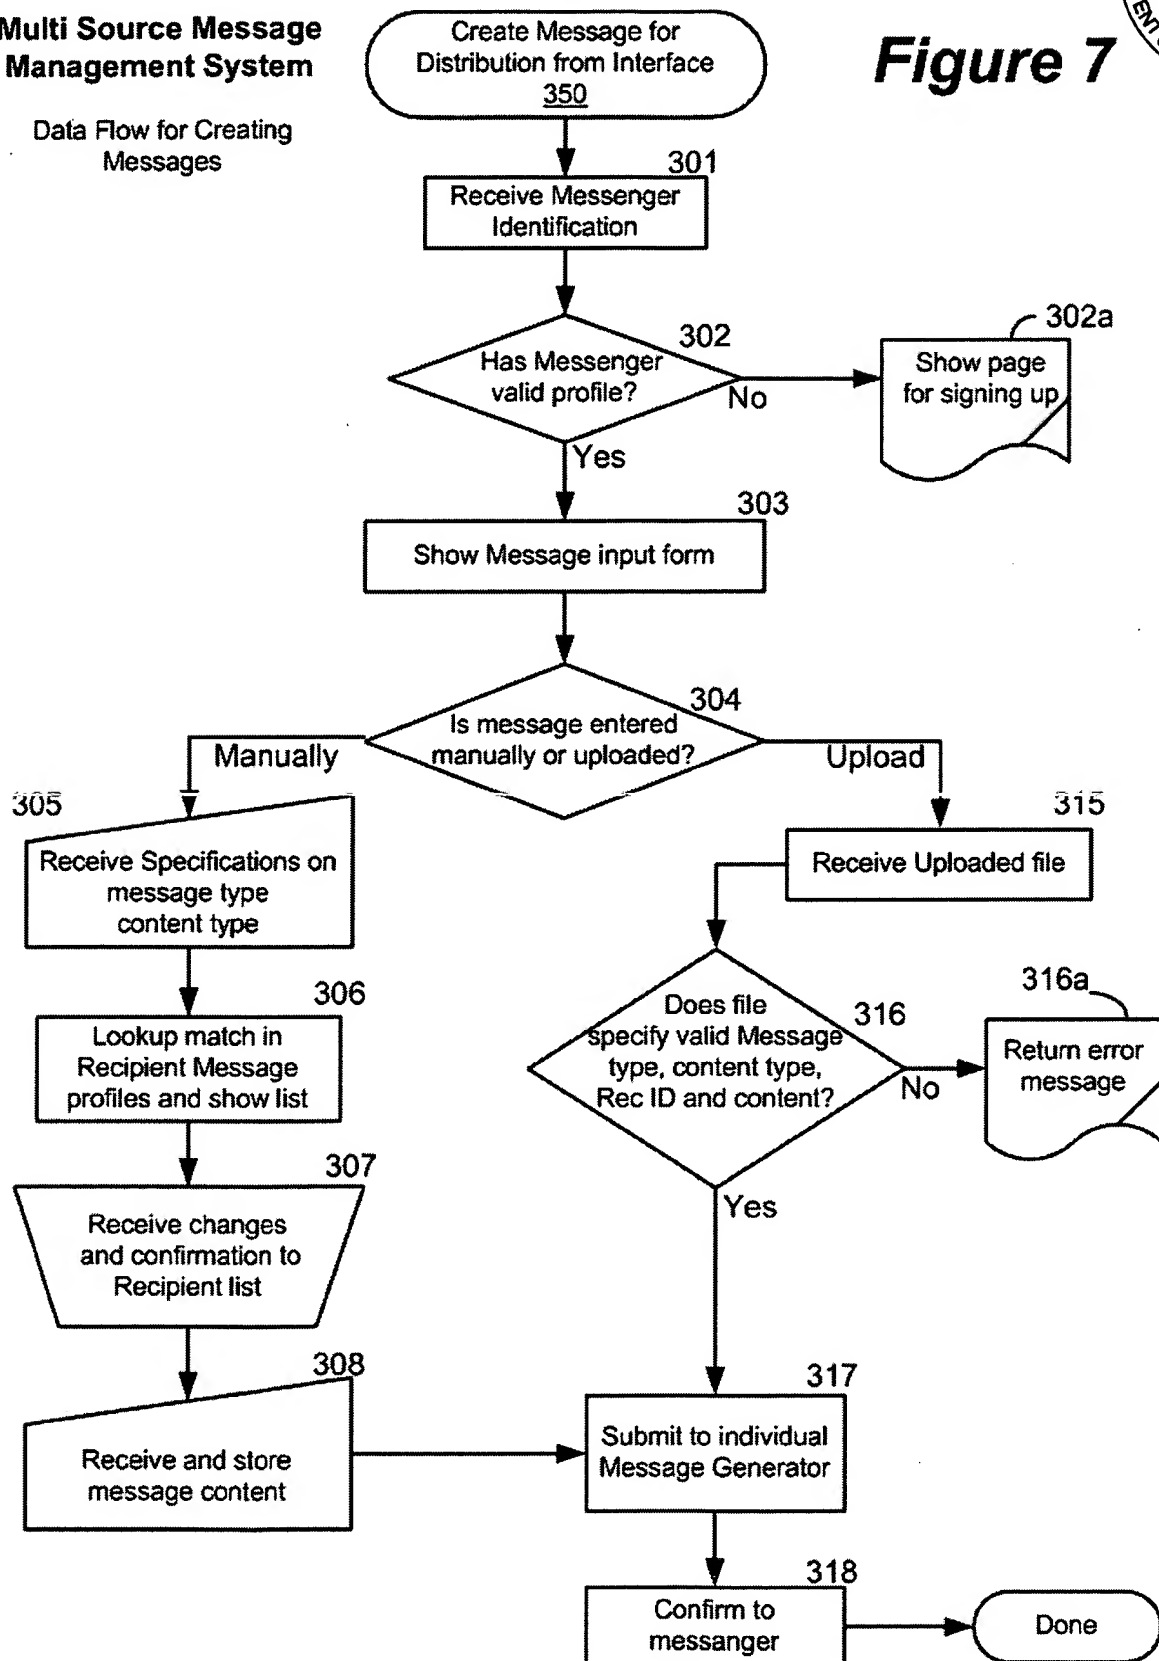 Multi Source Message
Management System
Data Flow for Creating
Messages
Figure 7
Create Message for
Distribution from Interface
350
301
Receive Messenger
Identification
302
Has Messenger
valid profile?
No
302a
Show page
for signing up
Yes
303
Show Message input form
304
Is message entered
manually or uploaded?
Manually
Upload
305
Receive Specifications on
message type
content type
306
Lookup match in
Recipient Message
profiles and show list
307
Receive changes
and confirmation to
Recipient list
308
Receive and store
message content
315
Receive Uploaded file
316
Does file
specify valid Message
type, content type,
Rec ID and content?
No
316a
Return error
message
Yes
317
Submit to individual
Message Generator
318
Confirm to
messanger
Done